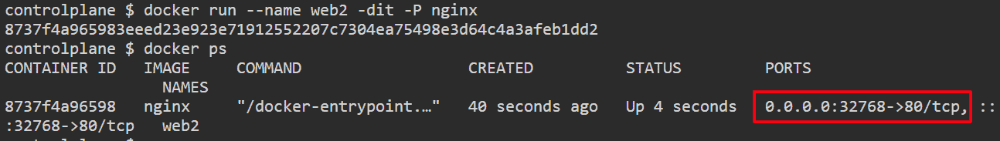 controlplane $ docker run --name web2 -dit -P nginx
8737f4a965983eeed23e923e71912552207c7304ea75498e3d64c4a3afeb1dd2
controlplane $ docker ps
CONTAINER ID   IMAGE     COMMAND                  CREATED          STATUS         PORTS
                 NAMES
8737f4a96598   nginx     "/docker-entrypoint.…"   40 seconds ago   Up 4 seconds   0.0.0.0:32768->80/tcp, ::
:32768->80/tcp   web2